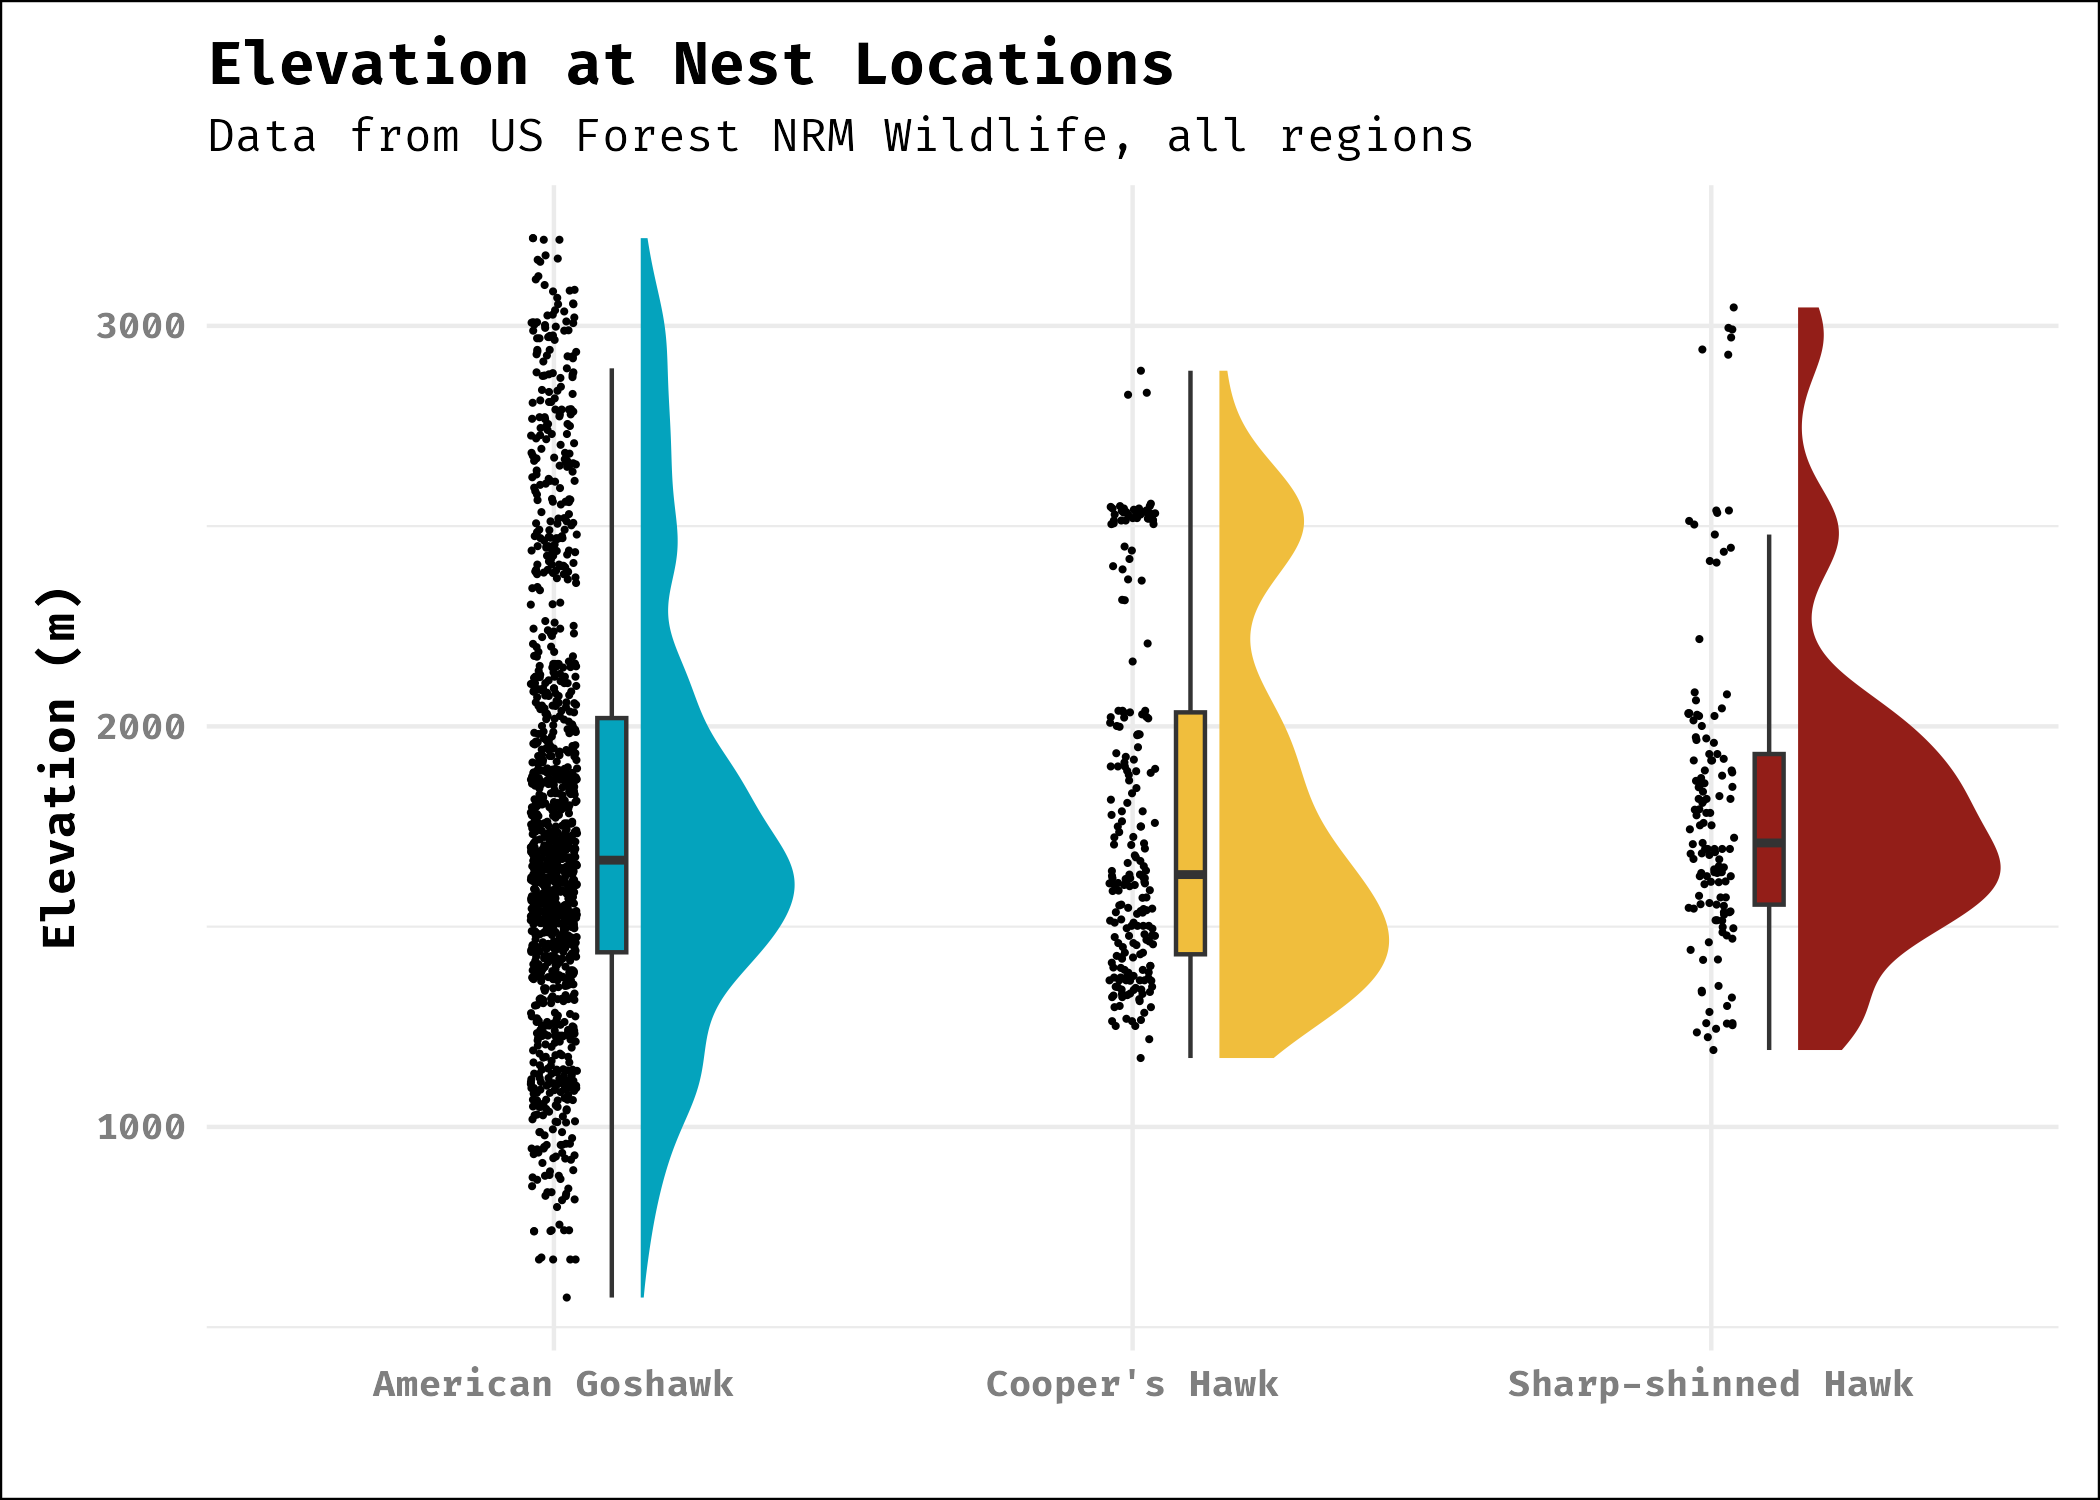 Elevation at Nest Locations
Data from US Forest NRM Wildlife, all regions
Elevation (m)
3000
2000
1000
American Goshawk
Cooper's Hawk
Sharp-shinned Hawk